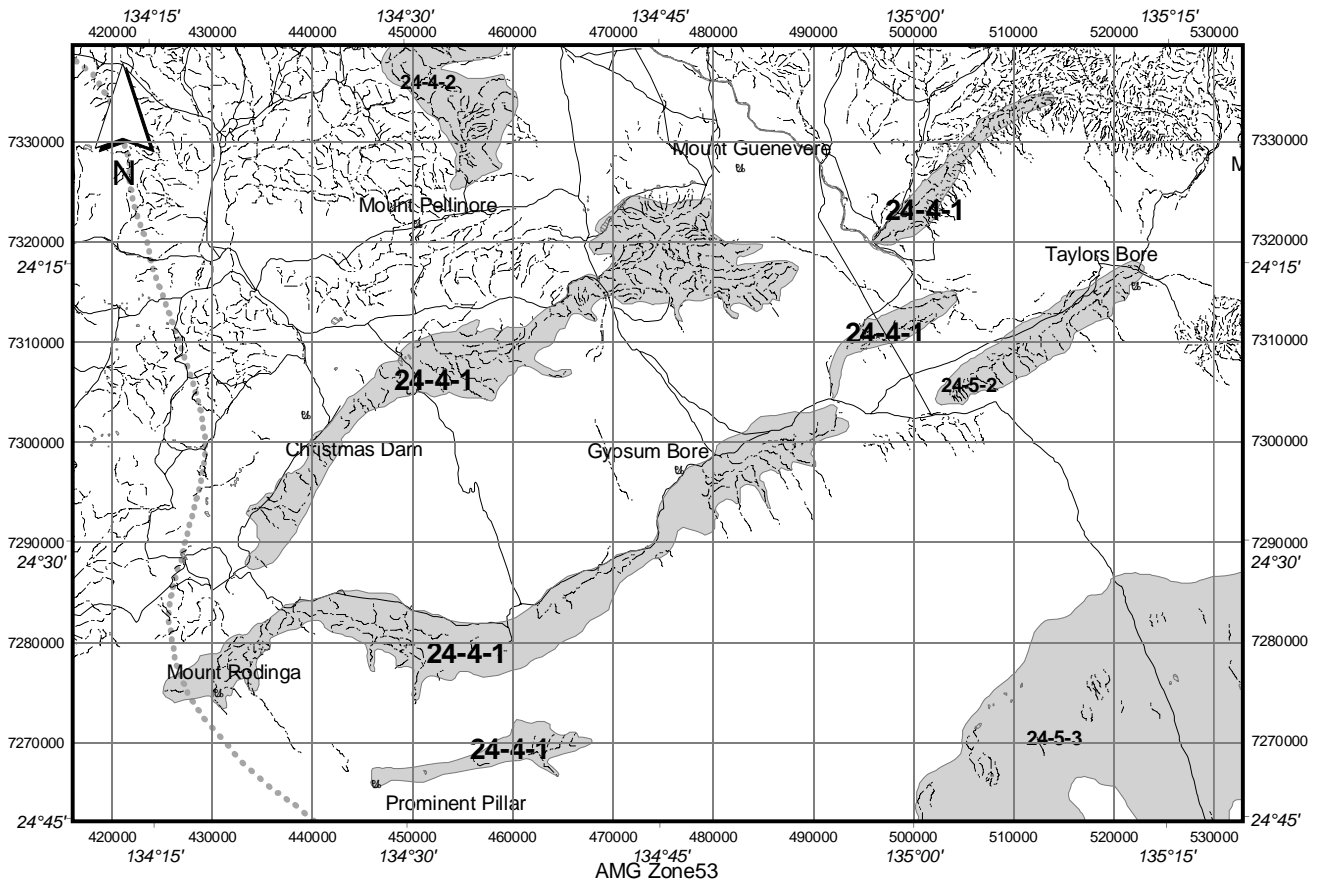 134°15' 134°30' 134°45' 135°00' 135°15'
420000 430000 440000 450000 460000 470000 480000 490000 500000 510000 520000 530000
24-4-2
7330000 7330000
Mount Guenevere
M
N
Mount Pellinore
24-4-1
7320000 7320000
24°15' 24°15'
Taylors Bore
7310000 24-4-1 7310000
24-4-1
24-5-2
7300000 7300000
Christmas Dam Gypsum Bore
7290000 7290000
24°30' 24°30'
7280000 7280000
24-4-1
Mount Rodinga
7270000 24-4-1 24-5-3 7270000
Prominent Pillar
24°45' 24°45'
420000 430000 440000 450000 460000 470000 480000 490000 500000 510000 520000 530000
134°15' 134°30' 134°45' 135°00' 135°15'
AMG Zone53